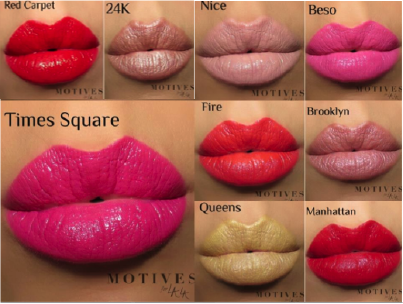 Red Carpet
24K
Nice
Beso
MOTIVES
MOTIVES
MOTIVES
Times Square
Fire
Brooklyn
MOTIVES
Queens
Manhattan
MOTIVES